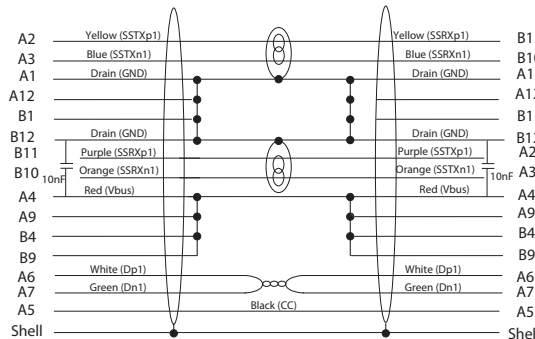 A2 Yellow (SSTXp1) Yellow (SSRXp1) B1
A3 Blue (SSTXn1) Blue (SSRXn1) B10
A1 Drain (GND) Drain (GND) A1
A12 A12
B1 B1
B12 Drain (GND) Drain (GND) B12
B11 Purple (SSRXp1) Purple (SSTXp1) A2
B10 10nF Orange (SSRXn1) Orange (SSTXn1) 10nF A3
A4 Red (Vbus) Red (Vbus) A4
A9 A9
B4 B4
B9 B9
A6 White (Dp1) White (Dp1) A6
A7 Green (Dn1) Green (Dn1) A7
A5 Black (CC) A5
Shell Shell